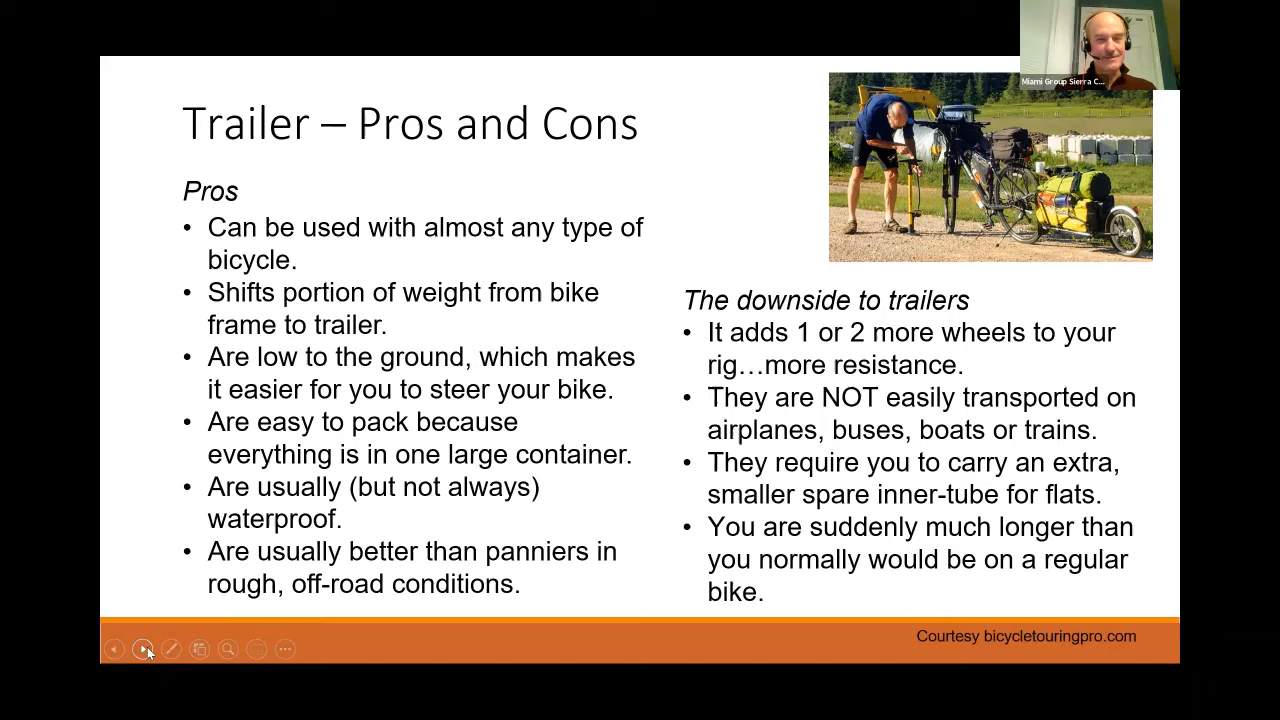 Miami Group Sierra C...
Trailer – Pros and Cons
Pros
• Can be used with almost any type of
bicycle.
• Shifts portion of weight from bike
frame to trailer.
• Are low to the ground, which makes
it easier for you to steer your bike.
• Are easy to pack because
everything is in one large container.
• Are usually (but not always)
waterproof.
• Are usually better than panniers in
rough, off-road conditions.
The downside to trailers
• It adds 1 or 2 more wheels to your
rig…more resistance.
• They are NOT easily transported on
airplanes, buses, boats or trains.
• They require you to carry an extra,
smaller spare inner-tube for flats.
• You are suddenly much longer than
you normally would be on a regular
bike.
Courtesy bicycletouringpro.com